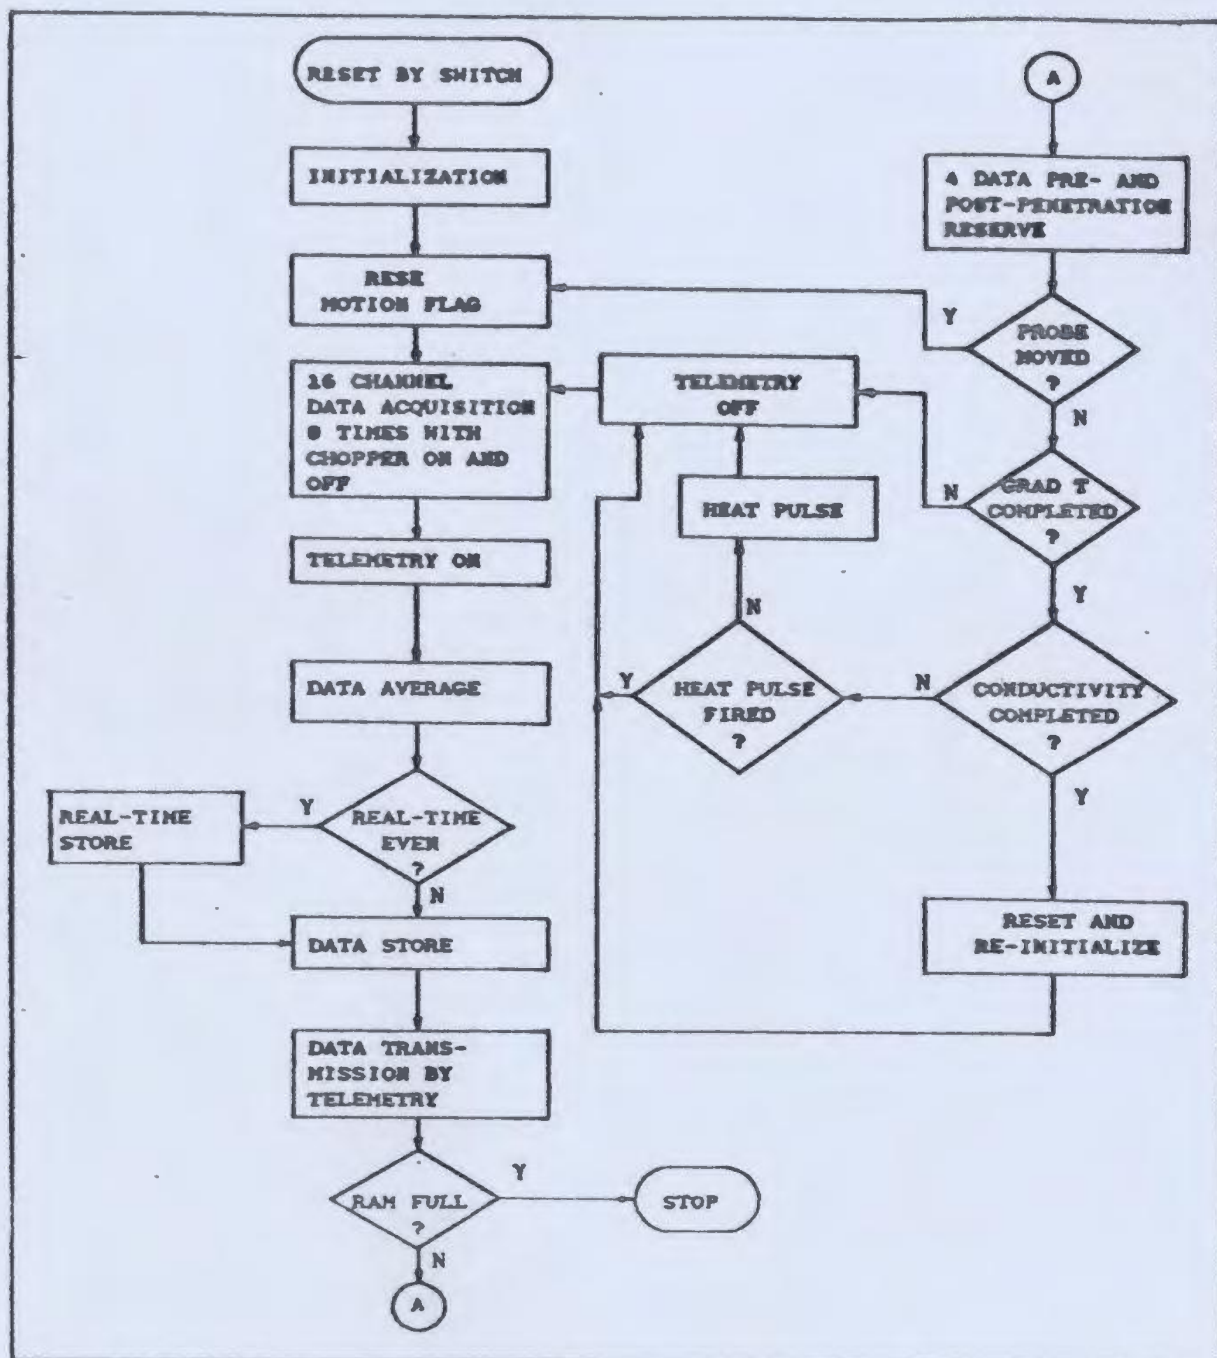 RESET BY SWITCH
INITIALIZATION
RESE
MOTION FLAG
16 CHANNEL
DATA ACQUISITION
8 TIMES WITH
CHOPPER ON AND
OFF
TELEMETRY ON
DATA AVERAGE
REAL-TIME
EVEN
?
Y
N
REAL-TIME
STORE
DATA STORE
DATA TRANS-
MISSION BY
TELEMETRY
RAM FULL
?
Y
STOP
N
A
A
4 DATA PRE- AND
POST-PENETRATION
RESERVE
PROBE
MOVED
?
Y
N
GRAD T
COMPLETED
?
N
Y
TELEMETRY
OFF
HEAT PULSE
N
HEAT PULSE
FIRED
?
Y
N
CONDUCTIVITY
COMPLETED
?
Y
RESET AND
RE-INITIALIZE